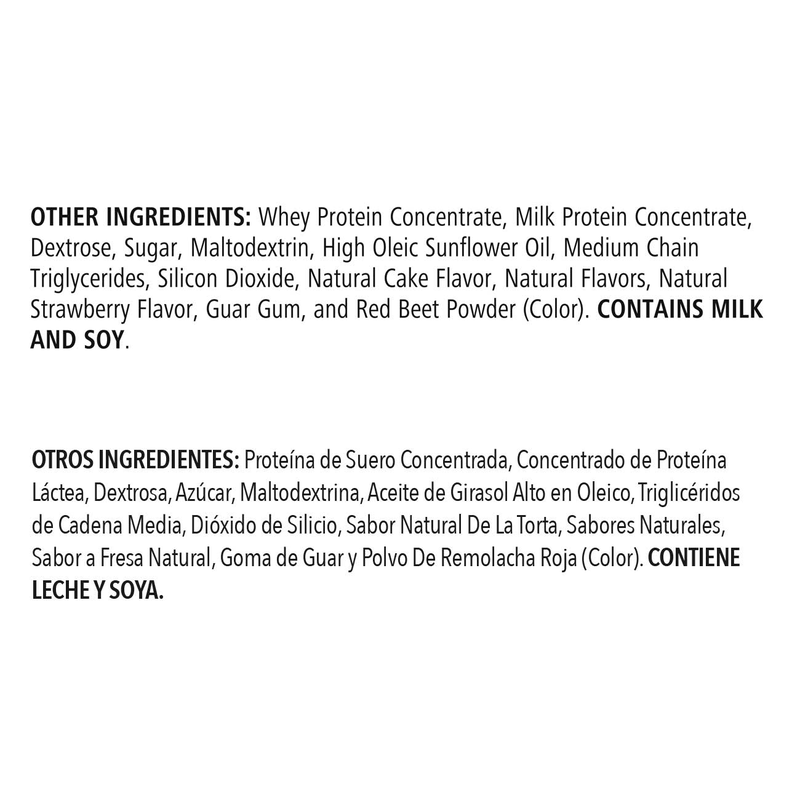 OTHER INGREDIENTS: Whey Protein Concentrate, Milk Protein Concentrate,
Dextrose, Sugar, Maltodextrin, High Oleic Sunflower Oil, Medium Chain
Triglycerides, Silicon Dioxide, Natural Cake Flavor, Natural Flavors, Natural
Strawberry Flavor, Guar Gum, and Red Beet Powder (Color). CONTAINS MILK
AND SOY.
OTROS INGREDIENTES: Proteína de Suero Concentrada, Concentrado de Proteína
Láctea, Dextrosa, Azúcar, Maltodextrina, Aceite de Girasol Alto en Oleico, Triglicéridos
de Cadena Media, Dióxido de Silicio, Sabor Natural De La Torta, Sabores Naturales,
Sabor a Fresa Natural, Goma de Guar y Polvo De Remolacha Roja (Color). CONTIENE
LECHE Y SOYA.